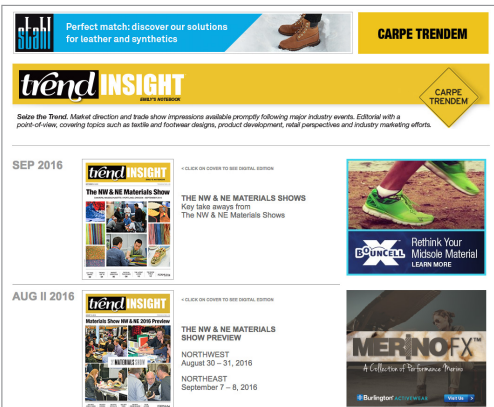 stahl
Perfect match: discover our solutions
for leather and synthetics
CARPE TRENDEM
trend INSIGHT
EMILY'S NOTEBOOK
CARPE
TRENDEM
Seize the Trend. Market direction and trade show impressions available promptly following major industry events. Editorial with a
point-of-view, covering topics such as textile and footwear designs, product development, retail perspectives and industry marketing efforts.
SEP 2016
trend INSIGHT
The NW & NE Materials Show
< CLICK ON COVER TO SEE DIGITAL EDITION
THE NW & NE MATERIALS SHOWS
Key take aways from
The NW & NE Materials Shows
BOUNCELL X
Rethink Your
Midsole Material
LEARN MORE
AUG II 2016
trend INSIGHT
Materials Show NW & NE 2016 Preview
MATERIALS SHOW
< CLICK ON COVER TO SEE DIGITAL EDITION
THE NW & NE MATERIALS
SHOW PREVIEW
NORTHWEST
August 30 – 31, 2016
NORTHEAST
September 7 – 8, 2016
MERINOFX™
A Collection of Performance Merino
Burlington ACTIVEWEAR
Visit Us >